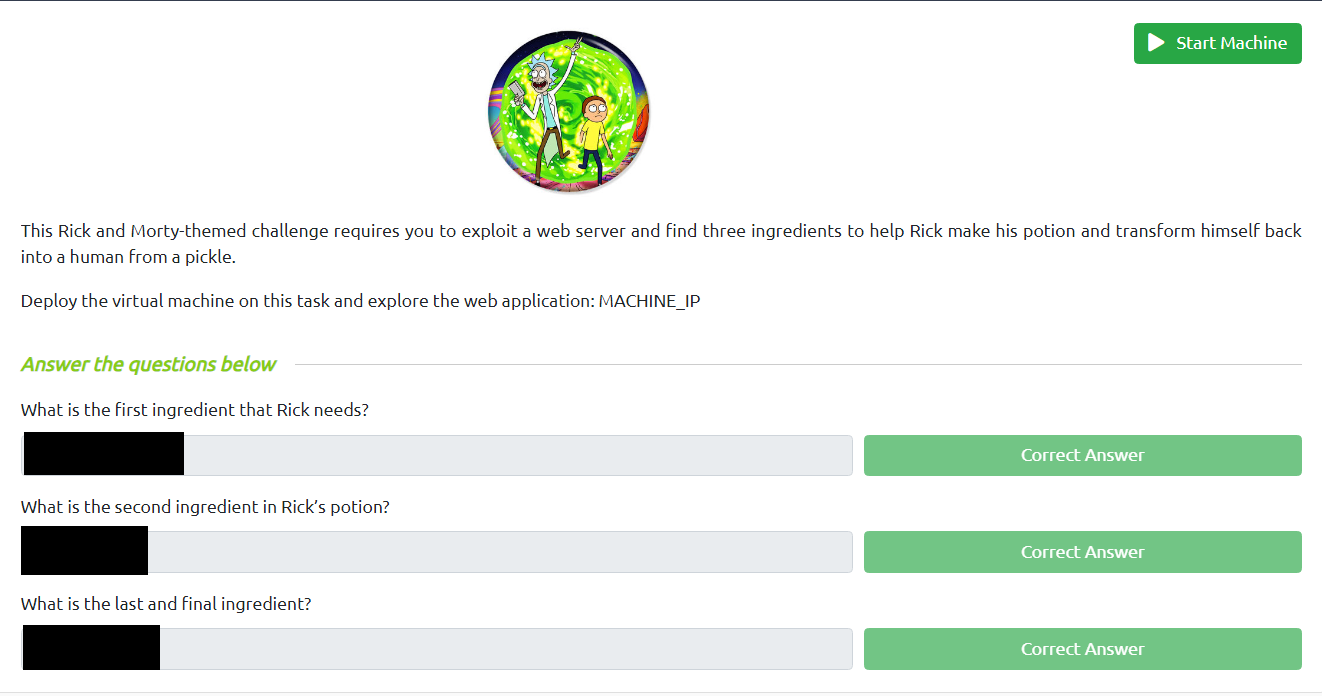 Start Machine
This Rick and Morty-themed challenge requires you to exploit a web server and find three ingredients to help Rick make his potion and transform himself back
into a human from a pickle.
Deploy the virtual machine on this task and explore the web application: MACHINE_IP
Answer the questions below
What is the first ingredient that Rick needs?
Correct Answer
What is the second ingredient in Rick’s potion?
Correct Answer
What is the last and final ingredient?
Correct Answer